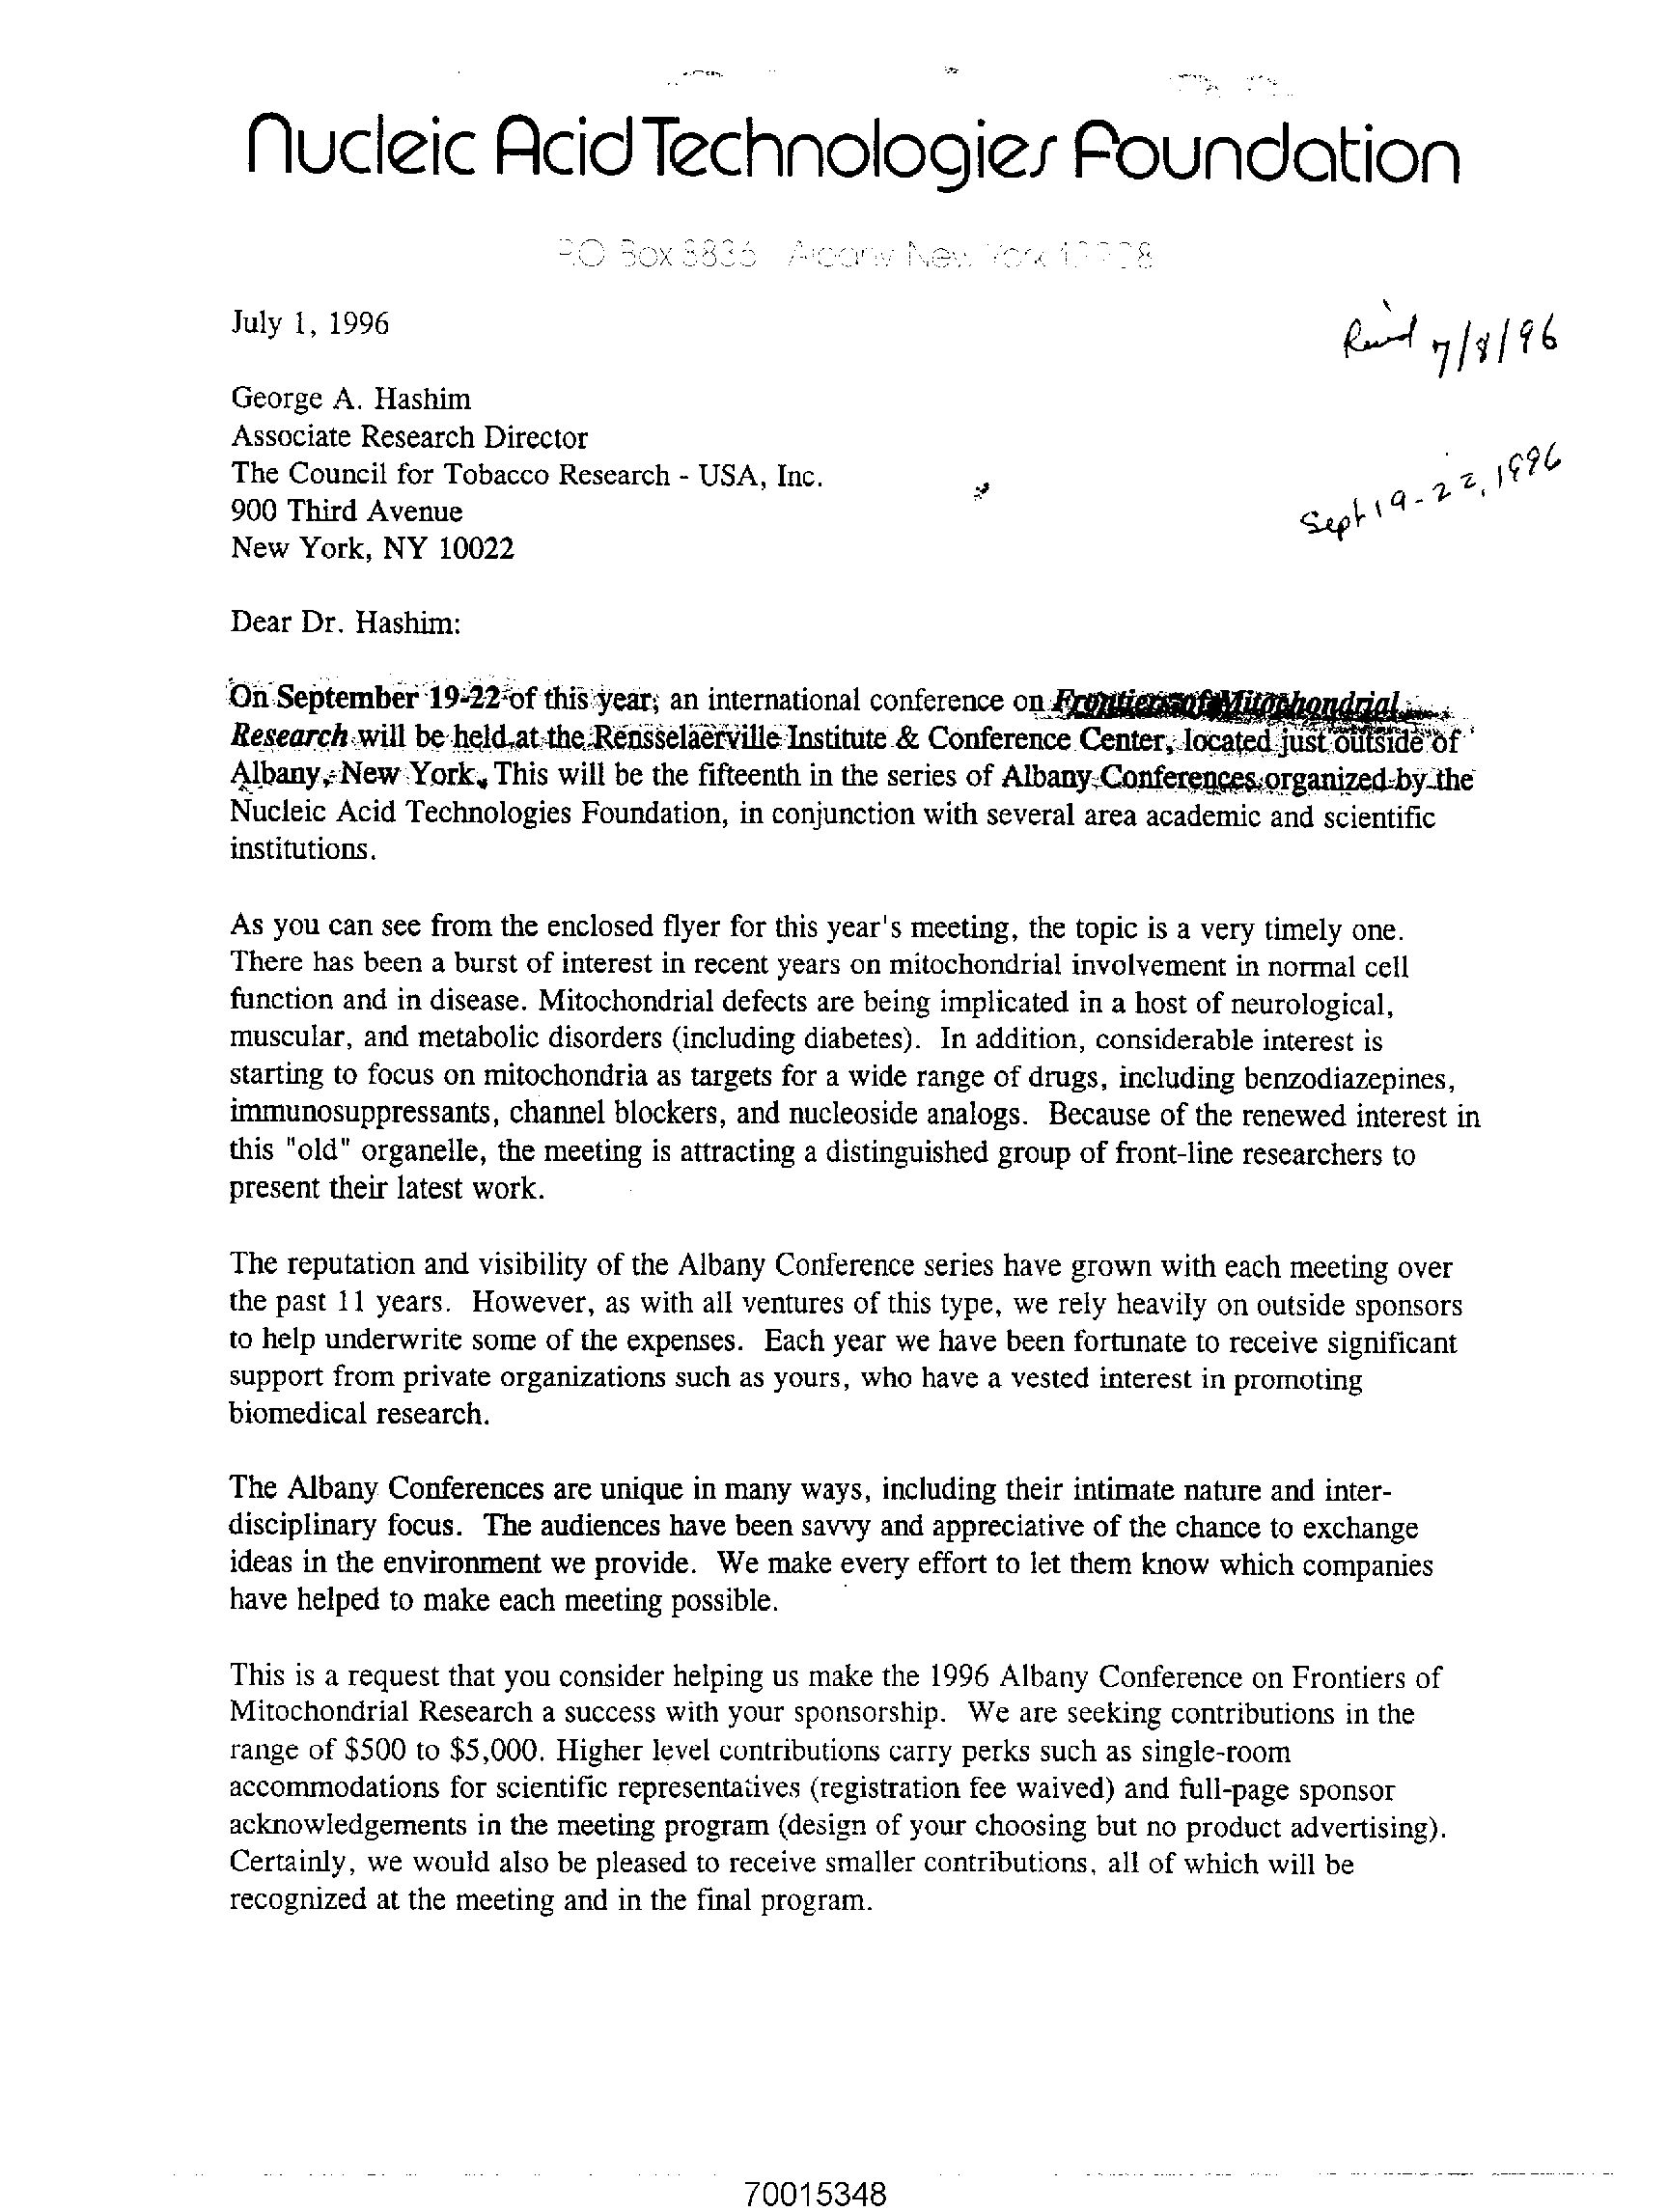 Nucleic Acid Technologies Foundation
P.O. Box 8836 Albany New York
July 1, 1996
7/8/96
George A. Hashim
Associate Research Director
The Council for Tobacco Research - USA, Inc.
Sept 19-22, 1996
900 Third Avenue
New York, NY 10022
Dear Dr. Hashim:
On September 19-22 of this year, an international conference on Frontiers of Mitochondrial
Research will be held at the Rensselaerville Institute & Conference Center, located just outside of
Albany, New York. This will be the fifteenth in the series of Albany Conferences organized by the
Nucleic Acid Technologies Foundation, in conjunction with several area academic and scientific
institutions.
As you can see from the enclosed flyer for this year's meeting, the topic is a very timely one.
There has been a burst of interest in recent years on mitochondrial involvement in normal cell
function and in disease. Mitochondrial defects are being implicated in a host of neurological,
muscular, and metabolic disorders (including diabetes). In addition, considerable interest is
starting to focus on mitochondria as targets for a wide range of drugs, including benzodiazepines,
immunosuppressants, channel blockers, and nucleoside analogs. Because of the renewed interest in
this "old" organelle, the meeting is attracting a distinguished group of front-line researchers to
present their latest work.
The reputation and visibility of the Albany Conference series have grown with each meeting over
the past 11 years. However, as with all ventures of this type, we rely heavily on outside sponsors
to help underwrite some of the expenses. Each year we have been fortunate to receive significant
support from private organizations such as yours, who have a vested interest in promoting
biomedical research.
The Albany Conferences are unique in many ways, including their intimate nature and inter-
disciplinary focus. The audiences have been savvy and appreciative of the chance to exchange
ideas in the environment we provide. We make every effort to let them know which companies
have helped to make each meeting possible.
This is a request that you consider helping us make the 1996 Albany Conference on Frontiers of
Mitochondrial Research a success with your sponsorship. We are seeking contributions in the
range of $500 to $5,000. Higher level contributions carry perks such as single-room
accommodations for scientific representatives (registration fee waived) and full-page sponsor
acknowledgements in the meeting program (design of your choosing but no product advertising).
Certainly, we would also be pleased to receive smaller contributions, all of which will be
recognized at the meeting and in the final program.
70015348